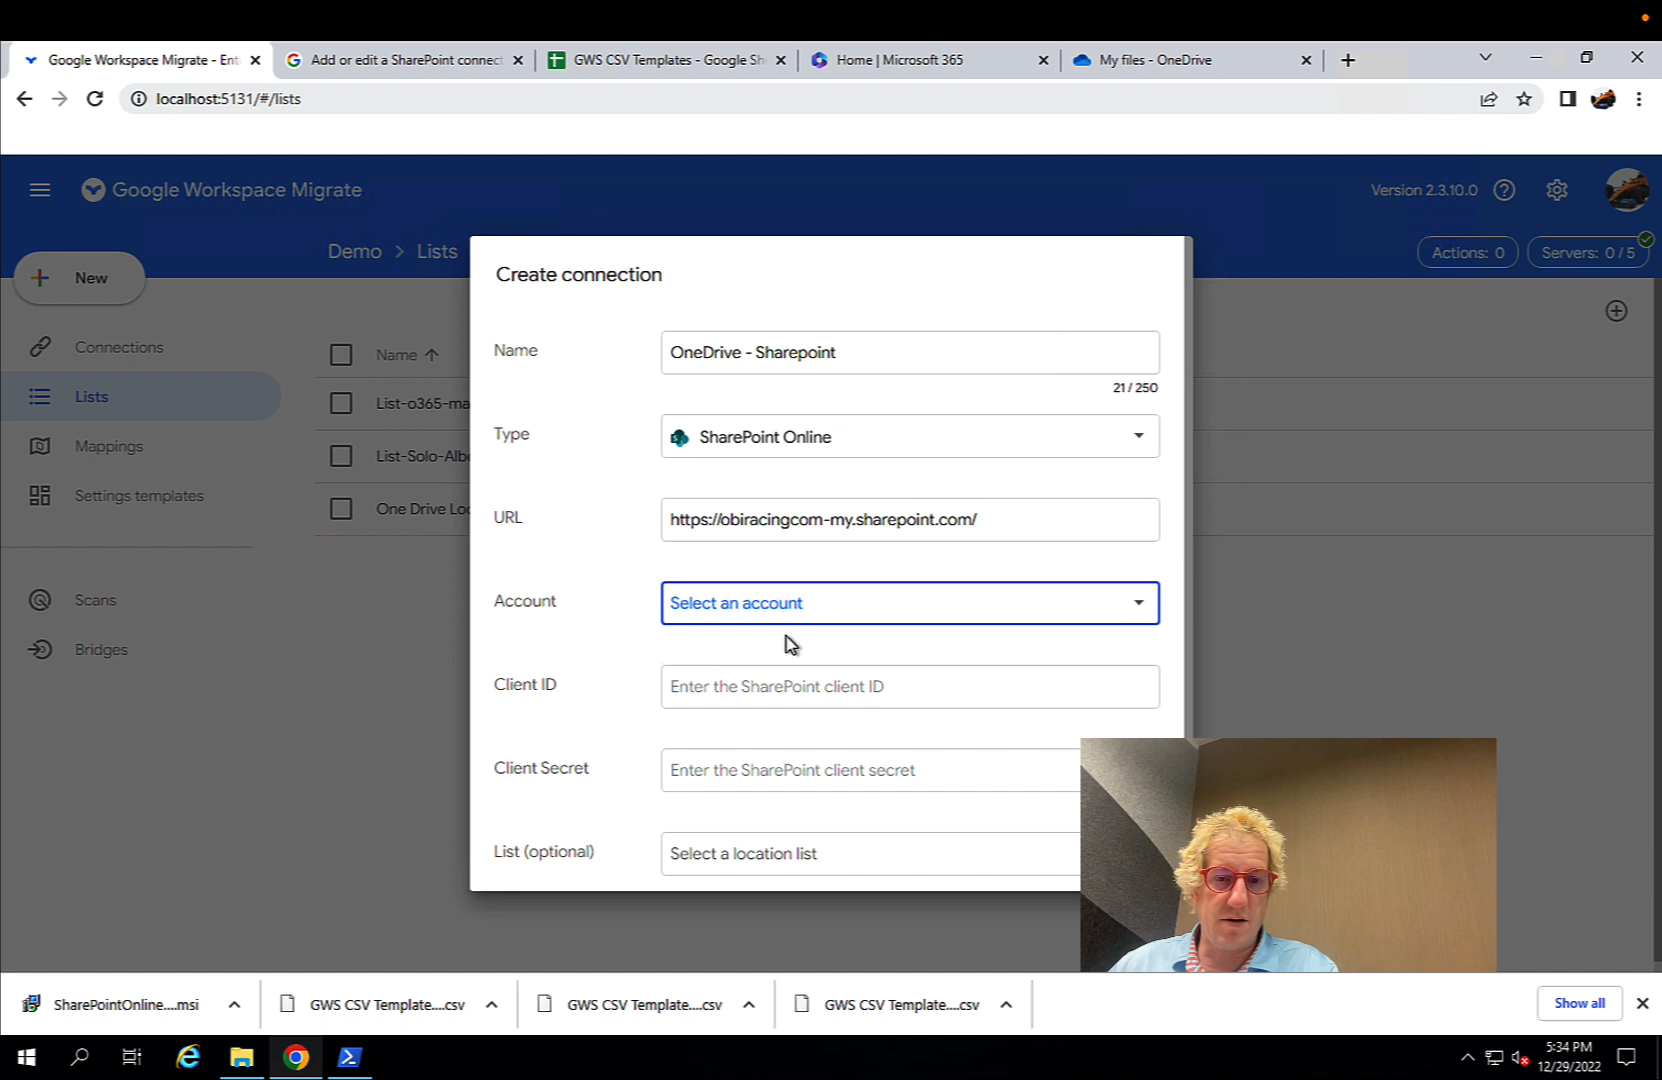 Google Workspace Migrate - Ent
Add or edit a SharePoint connect
GWS CSV Templates - Google Sh
Home | Microsoft 365
My files - OneDrive
localhost:5131/#/lists
Google Workspace Migrate
Version 2.3.10.0
Demo > Lists
Actions: 0
Servers: 0 / 5
New
Connections
Lists
Mappings
Settings templates
Scans
Bridges
Name
List-o365-ma
List-Solo-Albe
One Drive Loc
Create connection
Name
OneDrive - Sharepoint
21 / 250
Type
SharePoint Online
URL
https://obiracingcom-my.sharepoint.com/
Account
Select an account
Client ID
Enter the SharePoint client ID
Client Secret
Enter the SharePoint client secret
List (optional)
Select a location list
SharePointOnline....msi
GWS CSV Template....csv
GWS CSV Template....csv
GWS CSV Template....csv
Show all
5:34 PM
12/29/2022